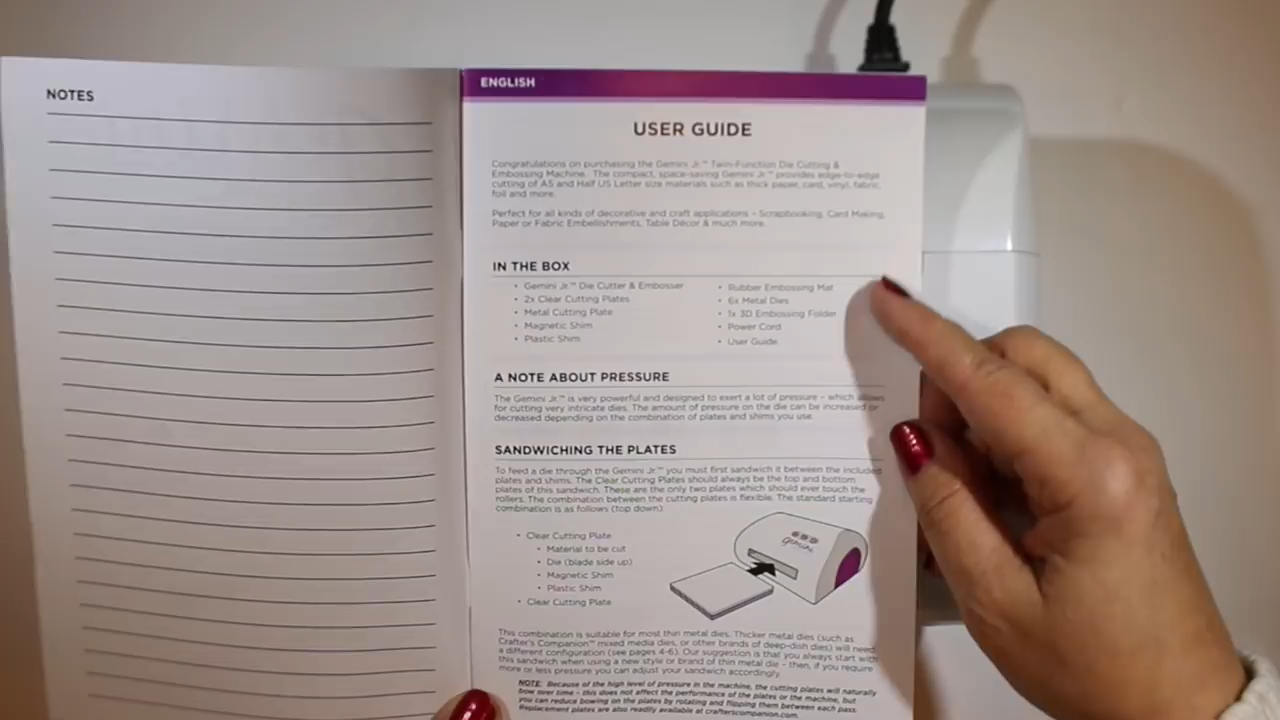 NOTES
ENGLISH
USER GUIDE
Congratulations on purchasing the Gemini Jr.™ Twin-Function Die Cutting &
Embossing Machine. The compact, space-saving Gemini Jr.™ provides edge-to-edge
cutting of A5 and Half US Letter size materials such as thick paper, card, vinyl, fabric,
foil and more.
Perfect for all kinds of decorative and craft applications – Scrapbooking, Card Making,
Paper or Fabric Embellishments, Table Décor & much more.
IN THE BOX
• Gemini Jr.™ Die Cutter & Embosser
• 2x Clear Cutting Plates
• Metal Cutting Plate
• Magnetic Shim
• Plastic Shim
• Rubber Embossing Mat
• 6x Metal Dies
• 1x 3D Embossing Folder
• Power Cord
• User Guide
A NOTE ABOUT PRESSURE
The Gemini Jr.™ is very powerful and designed to exert a lot of pressure – which allows
for cutting very intricate dies. The amount of pressure on the die can be increased or
decreased depending on the combination of plates and shims you use.
SANDWICHING THE PLATES
To feed a die through the Gemini Jr.™ you must first sandwich it between the included
plates and shims. The Clear Cutting Plates should always be the top and bottom
plates of this sandwich. These are the only two plates which should ever touch the
rollers. The combination between the cutting plates is flexible. The standard starting
combination is as follows (top down):
• Clear Cutting Plate
• Material to be cut
• Die (blade side up)
• Magnetic Shim
• Plastic Shim
• Clear Cutting Plate
gemini
This combination is suitable for most thin metal dies. Thicker metal dies (such as
Crafter's Companion™ mixed media dies, or other brands of deep-dish dies) will need
a different configuration (see pages 4-6). Our suggestion is that you always start with
this sandwich when using a new style or brand of thin metal die – then, if you require
more or less pressure you can adjust your sandwich accordingly.
NOTE: Because of the high level of pressure in the machine, the cutting plates will naturally
bow over time – this does not affect the performance of the plates or the machine, but
you can reduce bowing on the plates by rotating and flipping them between each pass.
Replacement plates are also readily available at crafterscompanion.com.